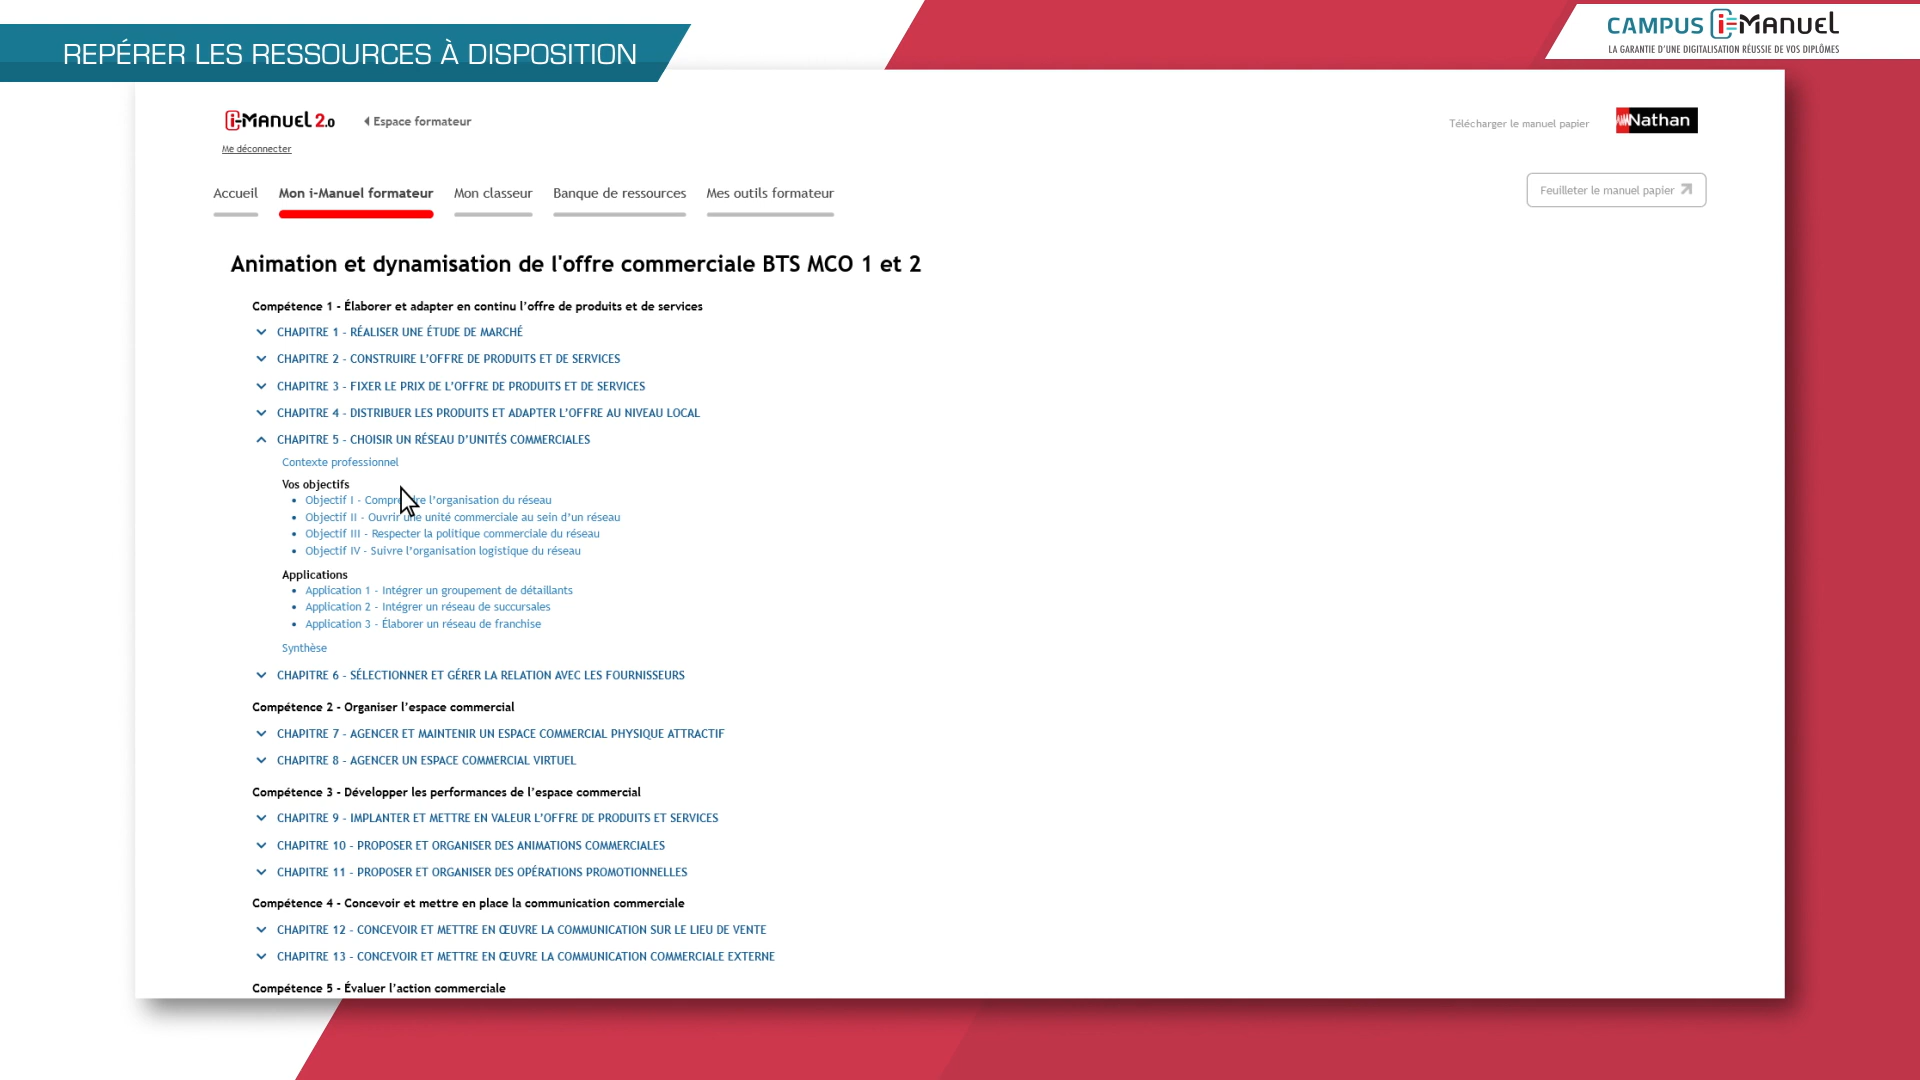 REPÉRER LES RESSOURCES À DISPOSITION
CAMPUS i-MANUEL
LA GARANTIE D'UNE DIGITALISATION RÉUSSIE DE VOS DIPLÔMES
i-MANUEL 2.0
Espace formateur
Télécharger le manuel papier
Nathan
Me déconnecter
Accueil
Mon i-Manuel formateur
Mon classeur
Banque de ressources
Mes outils formateur
Feuilleter le manuel papier
Animation et dynamisation de l'offre commerciale BTS MCO 1 et 2
Compétence 1 - Élaborer et adapter en continu l'offre de produits et de services
CHAPITRE 1 - RÉALISER UNE ÉTUDE DE MARCHÉ
CHAPITRE 2 - CONSTRUIRE L'OFFRE DE PRODUITS ET DE SERVICES
CHAPITRE 3 - FIXER LE PRIX DE L'OFFRE DE PRODUITS ET DE SERVICES
CHAPITRE 4 - DISTRIBUER LES PRODUITS ET ADAPTER L'OFFRE AU NIVEAU LOCAL
CHAPITRE 5 - CHOISIR UN RÉSEAU D'UNITÉS COMMERCIALES
Contexte professionnel
Vos objectifs
• Objectif I - Comprendre l'organisation du réseau
• Objectif II - Ouvrir une unité commerciale au sein d'un réseau
• Objectif III - Respecter la politique commerciale du réseau
• Objectif IV - Suivre l'organisation logistique du réseau
Applications
• Application 1 - Intégrer un groupement de détaillants
• Application 2 - Intégrer un réseau de succursales
• Application 3 - Élaborer un réseau de franchise
Synthèse
CHAPITRE 6 - SÉLECTIONNER ET GÉRER LA RELATION AVEC LES FOURNISSEURS
Compétence 2 - Organiser l'espace commercial
CHAPITRE 7 - AGENCER ET MAINTENIR UN ESPACE COMMERCIAL PHYSIQUE ATTRACTIF
CHAPITRE 8 - AGENCER UN ESPACE COMMERCIAL VIRTUEL
Compétence 3 - Développer les performances de l'espace commercial
CHAPITRE 9 - IMPLANTER ET METTRE EN VALEUR L'OFFRE DE PRODUITS ET SERVICES
CHAPITRE 10 - PROPOSER ET ORGANISER DES ANIMATIONS COMMERCIALES
CHAPITRE 11 - PROPOSER ET ORGANISER DES OPÉRATIONS PROMOTIONNELLES
Compétence 4 - Concevoir et mettre en place la communication commerciale
CHAPITRE 12 - CONCEVOIR ET METTRE EN ŒUVRE LA COMMUNICATION SUR LE LIEU DE VENTE
CHAPITRE 13 - CONCEVOIR ET METTRE EN ŒUVRE LA COMMUNICATION COMMERCIALE EXTERNE
Compétence 5 - Évaluer l'action commerciale